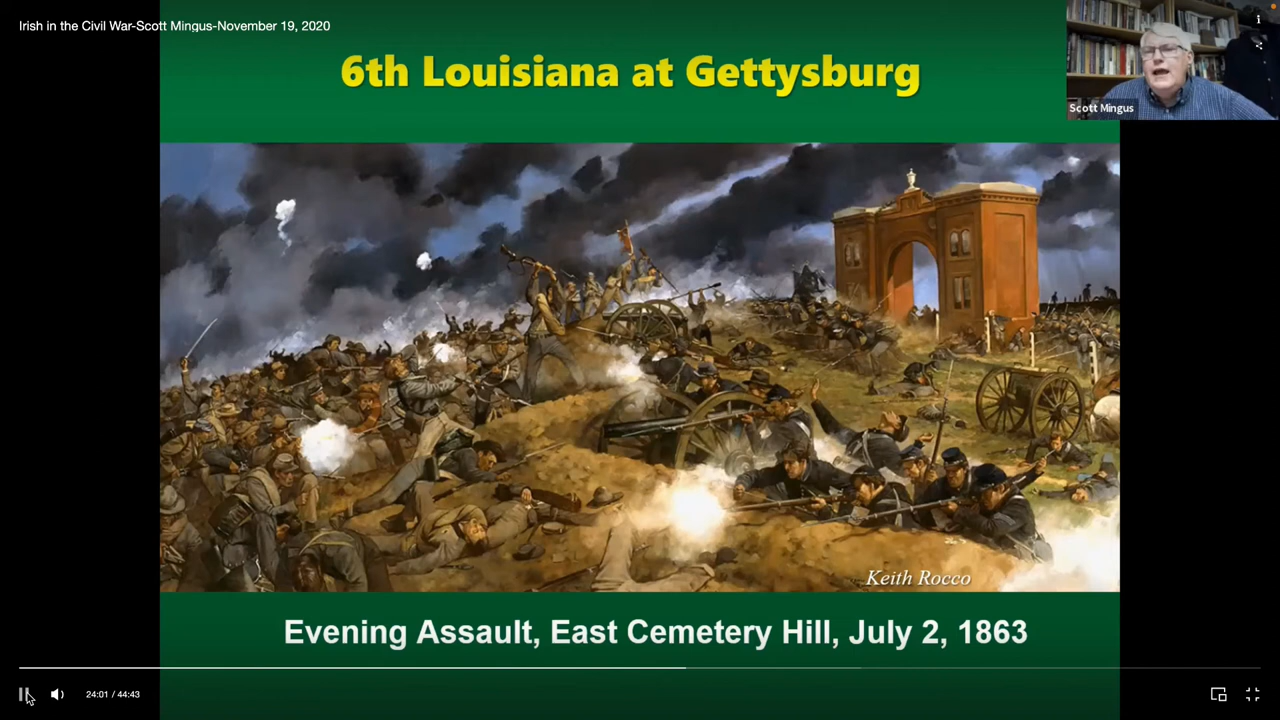 Irish in the Civil War-Scott Mingus-November 19, 2020
6th Louisiana at Gettysburg
Scott Mingus
Keith Rocco
Evening Assault, East Cemetery Hill, July 2, 1863
24:01 / 44:43